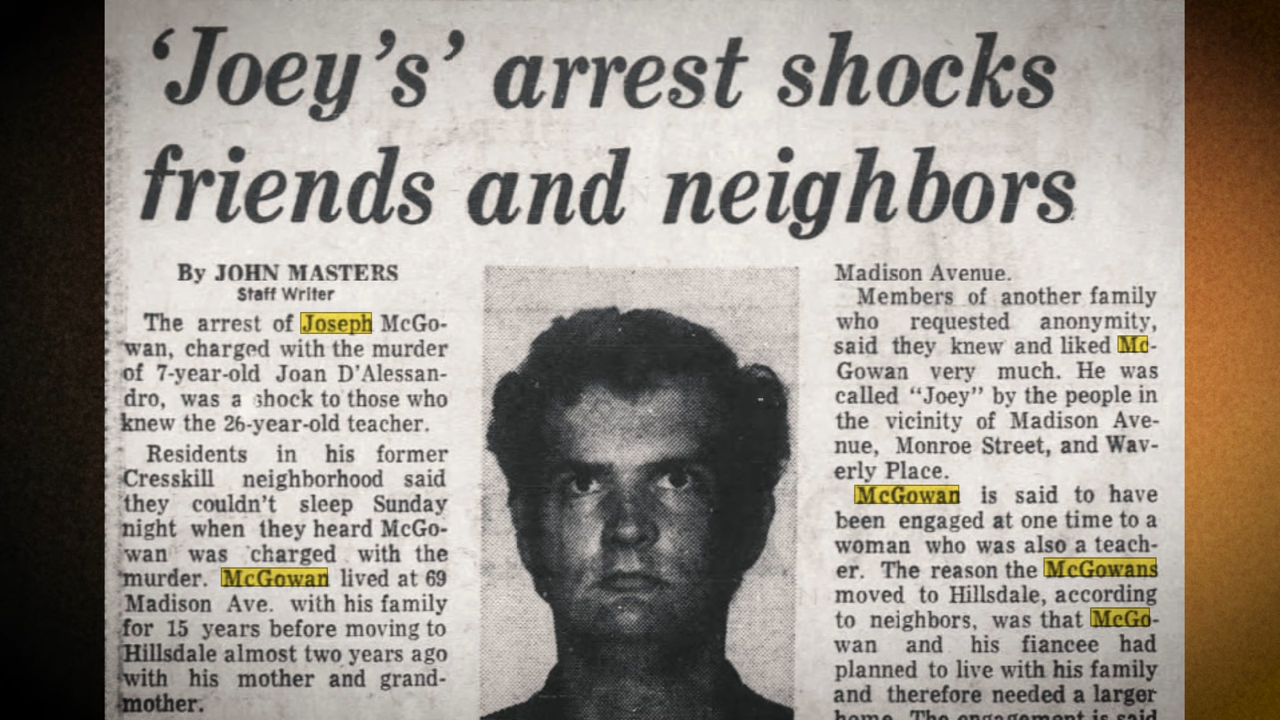 ‘Joey’s’ arrest shocks
friends and neighbors
By JOHN MASTERS
Staff Writer
The arrest of Joseph McGo-
wan, charged with the murder
of 7-year-old Joan D’Alessan-
dro, was a shock to those who
knew the 26-year-old teacher.
Residents in his former
Cresskill neighborhood said
they couldn’t sleep Sunday
night when they heard McGo-
wan was charged with the
murder. McGowan lived at 69
Madison Ave. with his family
for 15 years before moving to
Hillsdale almost two years ago
with his mother and grand-
mother.
Madison Avenue.
Members of another family
who requested anonymity,
said they knew and liked Mc-
Gowan very much. He was
called “Joey” by the people in
the vicinity of Madison Ave-
nue, Monroe Street, and Wav-
erly Place.
McGowan is said to have
been engaged at one time to a
woman who was also a teach-
er. The reason the McGowans
moved to Hillsdale, according
to neighbors, was that McGo-
wan and his fiancee had
planned to live with his family
and therefore needed a larger
home. The engagement is said